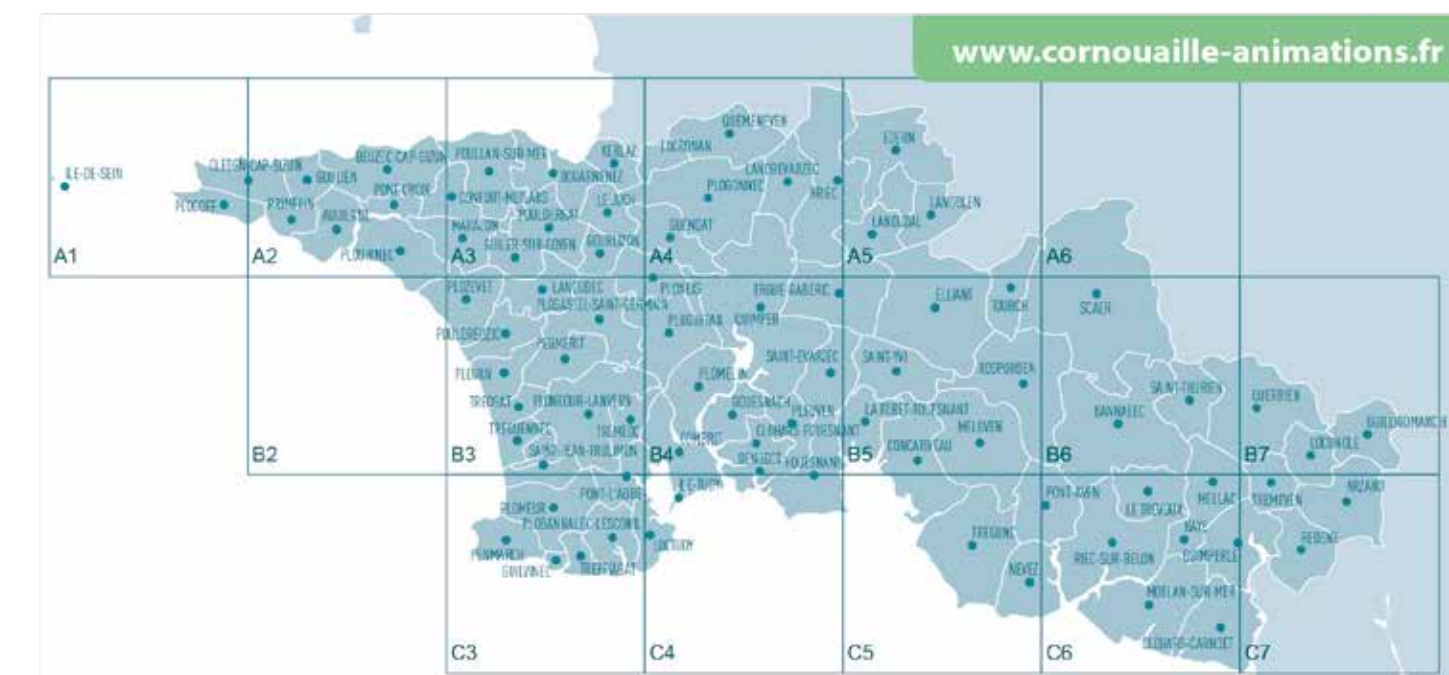 www.cornouaille-animations.fr
QUEMENEVEN
EDERN
LOCRONAN
BEUZEC-CAP-SIZUN
POULLAN-SUR-MER
KERLAZ
CLEDEN-CAP-SIZUN
LANGREVAREC
ILE-DE-SEIN
GOULIEN
DOUARNENEZ
PLOGONNEC
PONT-CROIX
BRIEC
CONFORT-MEILARS
LE JUCH
PLOGOFF
PRIMELIN
LANGOLEN
AUDIERNE
POULDERGAT
LANDUDAL
MAHALON
GUENGAT
GUILER-SUR-GOYEN
GOURLIZON
PLOUHINEC
A1
A2
A3
A4
A5
A6
PLOZEVET
LANDUDEC
PLONEIS
ERGUE-GABERIC
ELLIANT
TOURCH
SCAER
PLOGASTEL-SAINT-GERMAIN
PLUGUFFAN
QUIMPER
POULDREUZIC
PEUMERIT
SAINT-EVARZEC
SAINT-YVI
ROSPORDEN
PLOVAN
PLOMELIN
SAINT-THURIEN
GUERRIEN
TREOGAT
PLONEOUR-LANVERN
GOUESNACH
PLEUVEN
LA FORET-FOUESNANT
BANNALEC
TREGUENNEC
TREMEOC
CLOHARS-FOUESNANT
MELGVEN
GUILLIGOMARCH
COMBRIT
CONCARNEAU
LOCUNOLE
SAINT-JEAN-TROLIMON
BENODET
FOUESNANT
B2
B3
B4
B5
B6
B7
ILE-TUDY
PONT-L'ABBE
PONT-AVEN
MELLAC
TREMEVEN
ARZANO
PLOMEUR
LE TREVOUX
PLOBANNALEC-LESCONIL
BAYE
TREGUNC
REDENE
PENMARCH
LOCTUDY
RIEC-SUR-BELON
QUIMPERLE
GUILVINEC
TREFFIAGAT
NEVEZ
MOELAN-SUR-MER
CLOHARS-CARNOET
C3
C4
C5
C6
C7